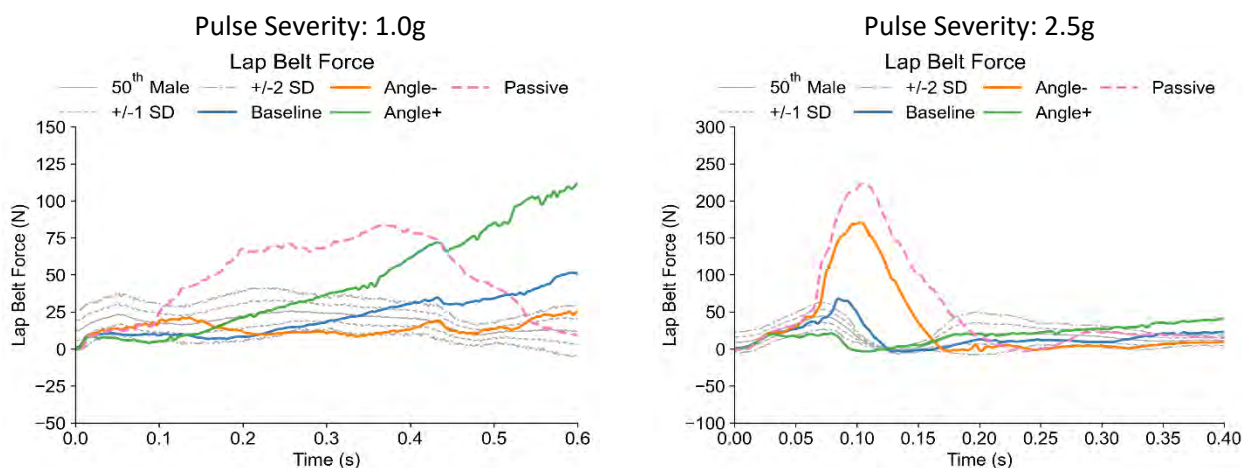 Pulse Severity: 1.0g
Lap Belt Force
50th Male +/-2 SD Angle- Passive
+/-1 SD Baseline Angle+
150
125
100
75
50
25
0
−25
−50
Lap Belt Force (N)
0.0 0.1 0.2 0.3 0.4 0.5 0.6
Time (s)
Pulse Severity: 2.5g
Lap Belt Force
50th Male +/-2 SD Angle- Passive
+/-1 SD Baseline Angle+
300
250
200
150
100
50
0
−50
−100
Lap Belt Force (N)
0.00 0.05 0.10 0.15 0.20 0.25 0.30 0.35 0.40
Time (s)